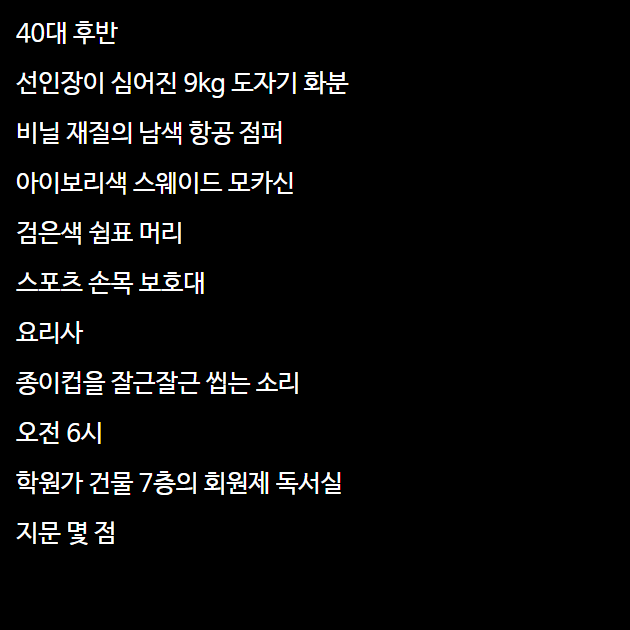 40대 후반
선인장이 심어진 9kg 도자기 화분
비닐 재질의 남색 항공 점퍼
아이보리색 스웨이드 모카신
검은색 쉼표 머리
스포츠 손목 보호대
요리사
종이컵을 잘근잘근 씹는 소리
오전 6시
학원가 건물 7층의 회원제 독서실
지문 몇 점